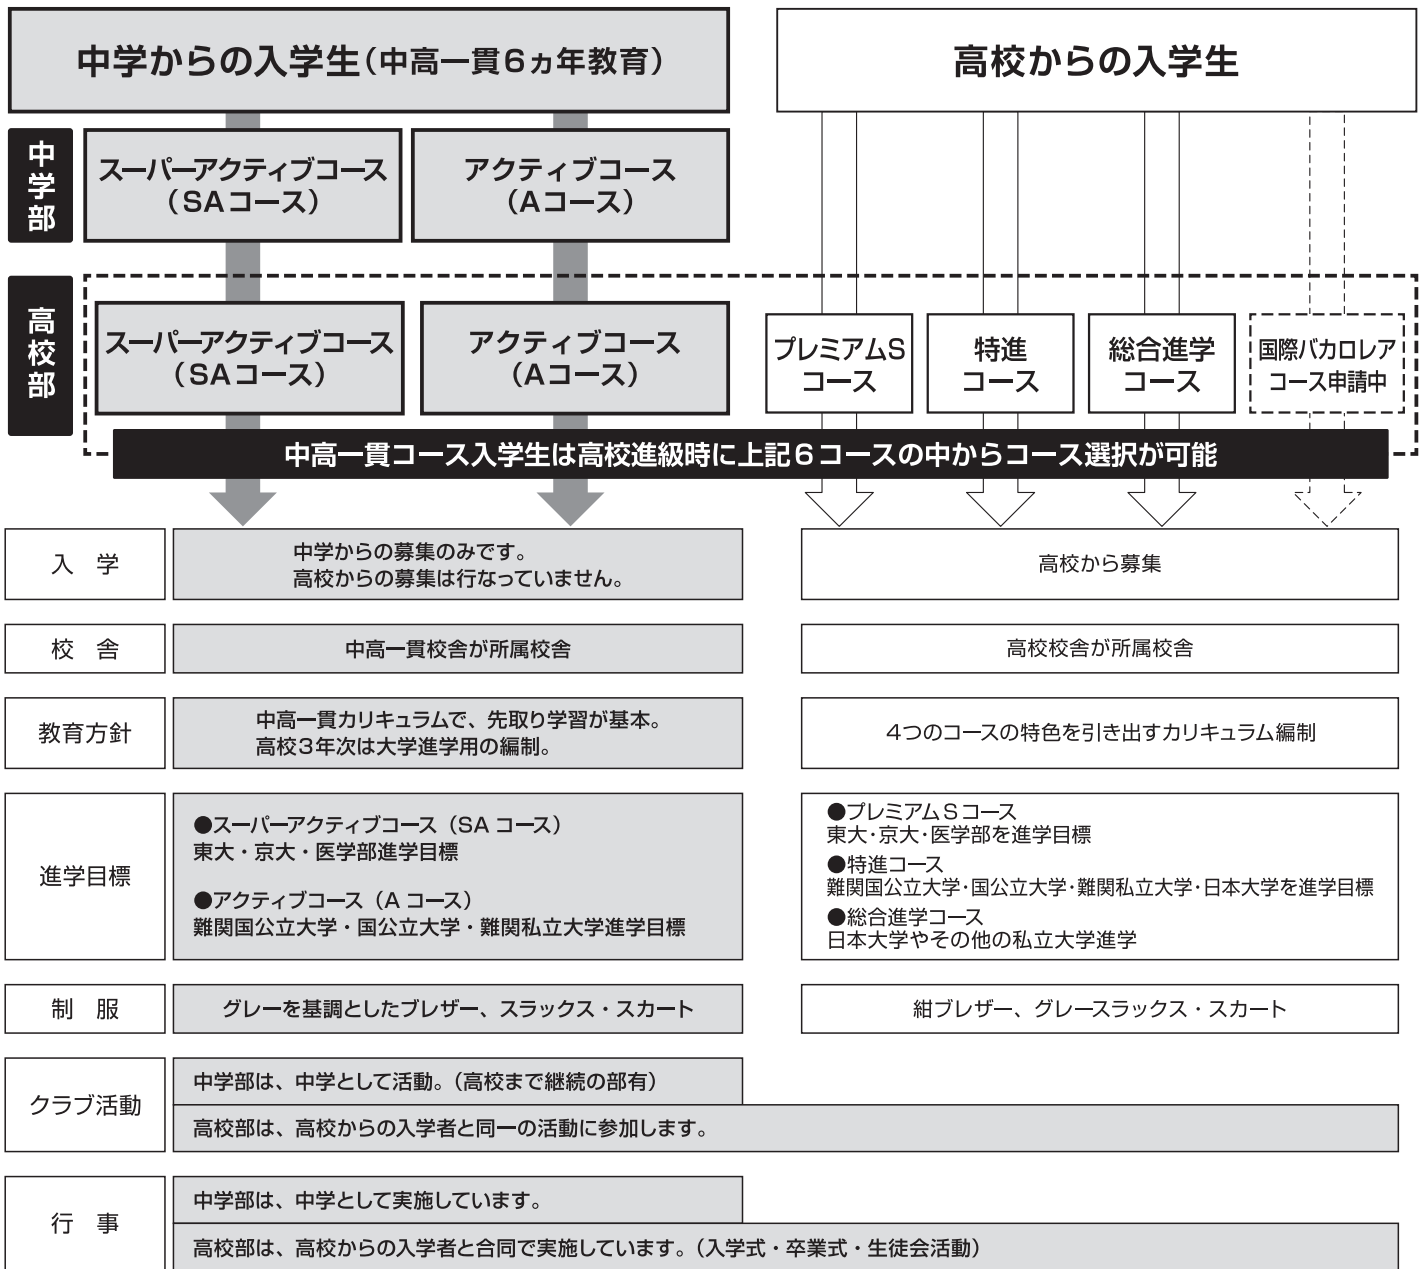 中学からの入学生（中高一貫6ヵ年教育）
高校からの入学生
中学部
スーパーアクティブコース
（SAコース）
アクティブコース
（Aコース）
高校部
スーパーアクティブコース
（SAコース）
アクティブコース
（Aコース）
プレミアムS
コース
特進
コース
総合進学
コース
国際バカロレア
コース申請中
中高一貫コース入学生は高校進級時に上記6コースの中からコース選択が可能
入　学
中学からの募集のみです。
高校からの募集は行なっていません。
高校から募集
校　舎
中高一貫校舎が所属校舎
高校校舎が所属校舎
教育方針
中高一貫カリキュラムで、先取り学習が基本。
高校3年次は大学進学用の編制。
4つのコースの特色を引き出すカリキュラム編制
進学目標
●スーパーアクティブコース（SA コース）
東大・京大・医学部進学目標
●アクティブコース（A コース）
難関国公立大学・国公立大学・難関私立大学進学目標
●プレミアムSコース
東大・京大・医学部を進学目標
●特進コース
難関国公立大学・国公立大学・難関私立大学・日本大学を進学目標
●総合進学コース
日本大学やその他の私立大学進学
制　服
グレーを基調としたブレザー、スラックス・スカート
紺ブレザー、グレースラックス・スカート
クラブ活動
中学部は、中学として活動。（高校まで継続の部有）
高校部は、高校からの入学者と同一の活動に参加します。
行　事
中学部は、中学として実施しています。
高校部は、高校からの入学者と合同で実施しています。（入学式・卒業式・生徒会活動）